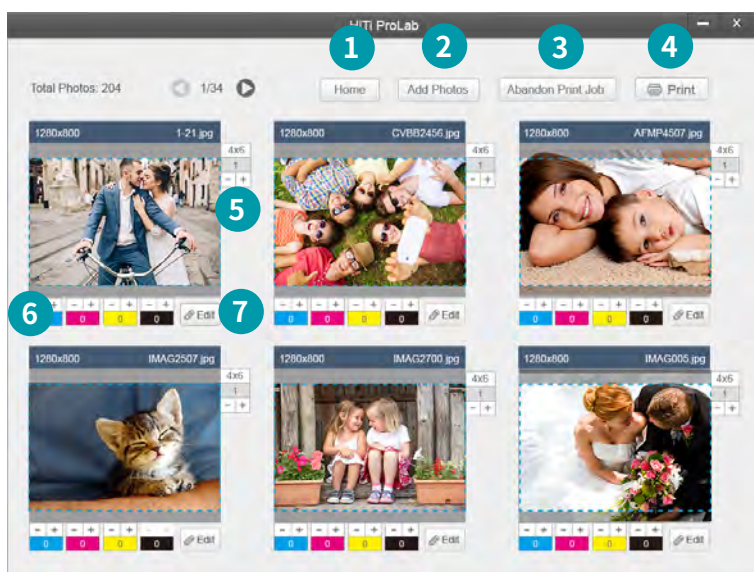 HiTi ProLab
1 2 3 4
Total Photos: 204 1/34 Home Add Photos Abandon Print Job Print
1280x800 1-21.jpg 4x6
1
- +
1280x800 CVBB2456.jpg 4x6
1
- +
1280x800 AFMP4507.jpg 4x6
1
- +
5
6 + - + - + - + Edit 7
0 0 0
- + - + - + - + Edit
0 0 0 0
- + - + - + - + Edit
0 0 0 0
1280x800 IMAG2507.jpg 4x6
1
- +
1280x800 IMAG2700.jpg 4x6
1
- +
1280x800 IMAG005.jpg 4x6
1
- +
- + - + - + - + Edit
0 0 0 0
- + - + - + - + Edit
0 0 0 0
- + - + - + - + Edit
0 0 0 0